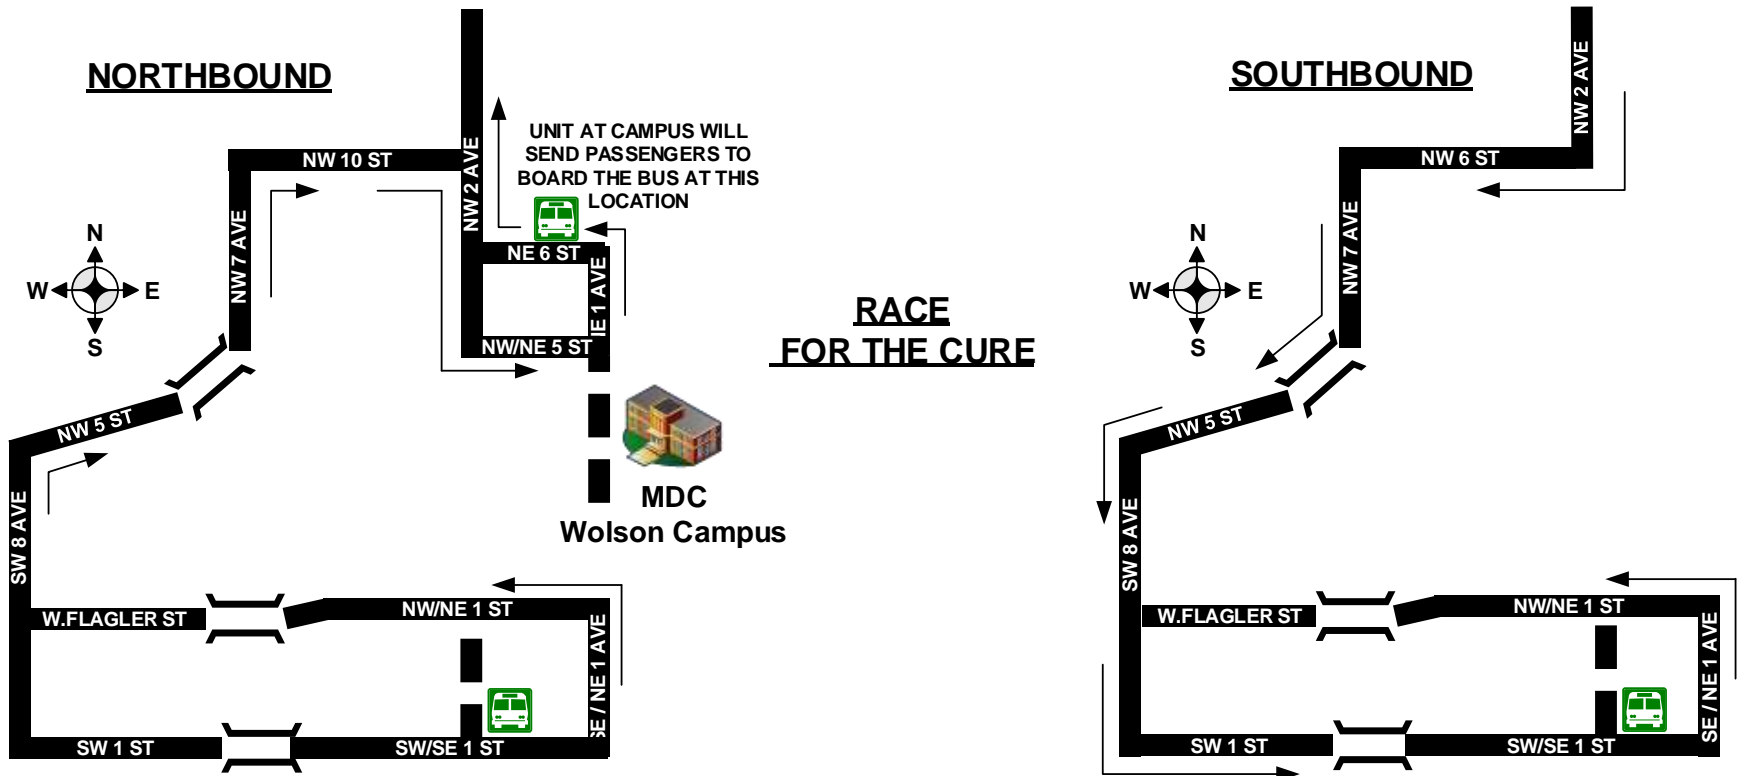 NORTHBOUND
UNIT AT CAMPUS WILL
SEND PASSENGERS TO
BOARD THE BUS AT THIS
LOCATION
NW 10 ST
NW 2 AVE
NW 7 AVE
NE 6 ST
NE 1 AVE
NW/NE 5 ST
N
W
E
S
NW 5 ST
SW 8 AVE
MDC
Wolson Campus
W.FLAGLER ST
NW/NE 1 ST
SE / NE 1 AVE
SW 1 ST
SW/SE 1 ST
RACE
FOR THE CURE
SOUTHBOUND
NW 2 AVE
NW 6 ST
NW 7 AVE
N
W
E
S
NW 5 ST
SW 8 AVE
W.FLAGLER ST
NW/NE 1 ST
SE / NE 1 AVE
SW 1 ST
SW/SE 1 ST